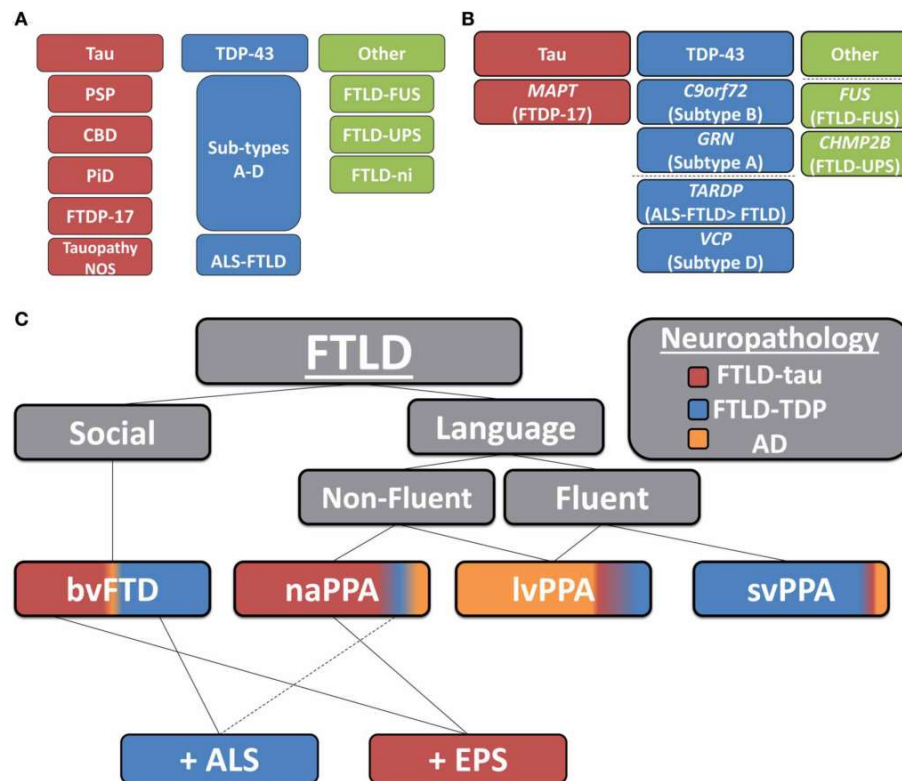 A
Tau
TDP-43
Other
PSP
CBD
PiD
FTDP-17
Tauopathy
NOS
Sub-types
A-D
ALS-FTLD
FTLD-FUS
FTLD-UPS
FTLD-ni
B
Tau
TDP-43
Other
MAPT
(FTDP-17)
C9orf72
(Subtype B)
GRN
(Subtype A)
TARDP
(ALS-FTLD> FTLD)
VCP
(Subtype D)
FUS
(FTLD-FUS)
CHMP2B
(FTLD-UPS)
C
FTLD
Neuropathology
FTLD-tau
FTLD-TDP
AD
Social
Language
Non-Fluent
Fluent
bvFTD
naPPA
lvPPA
svPPA
+ ALS
+ EPS